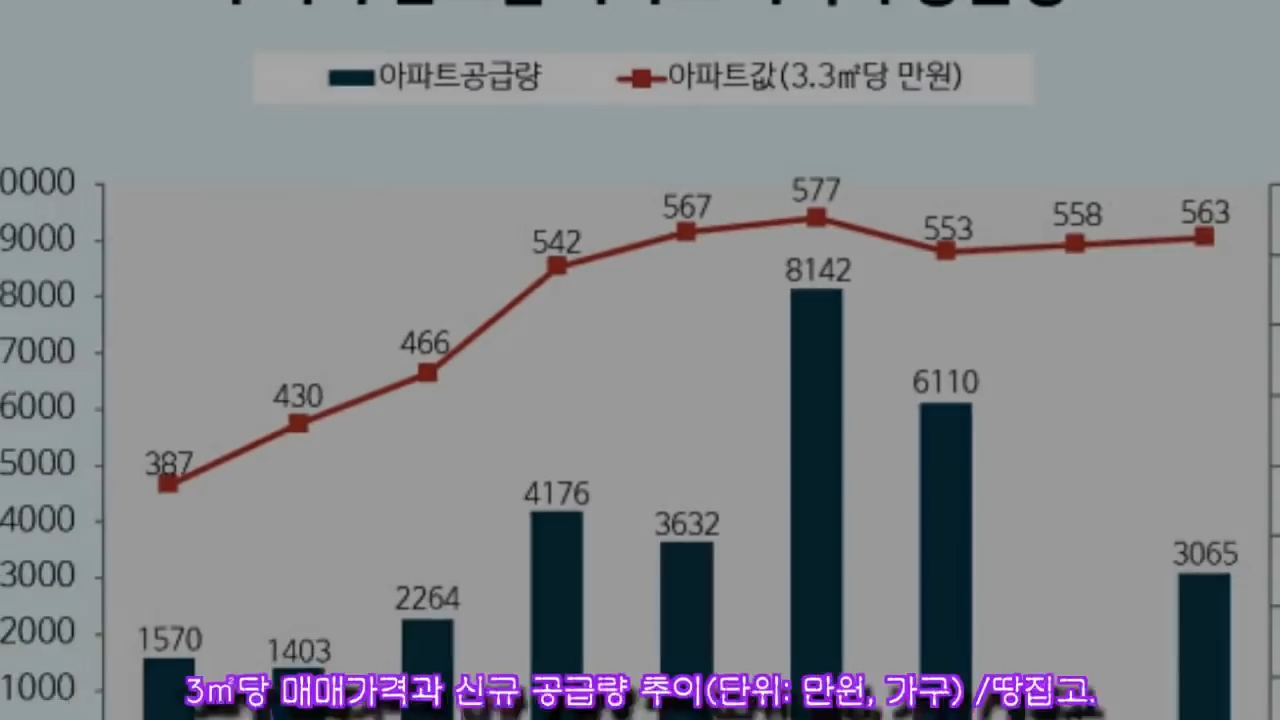 아파트공급량 아파트값(3.3㎡당 만원)
0000
9000
8000
7000
6000
5000
4000
3000
2000
1000
387 430 466 542 567 577 553 558 563
1570 1403 2264 4176 3632 8142 6110 3065
3㎡당 매매가격과 신규 공급량 추이(단위: 만원, 가구) /땅집고.